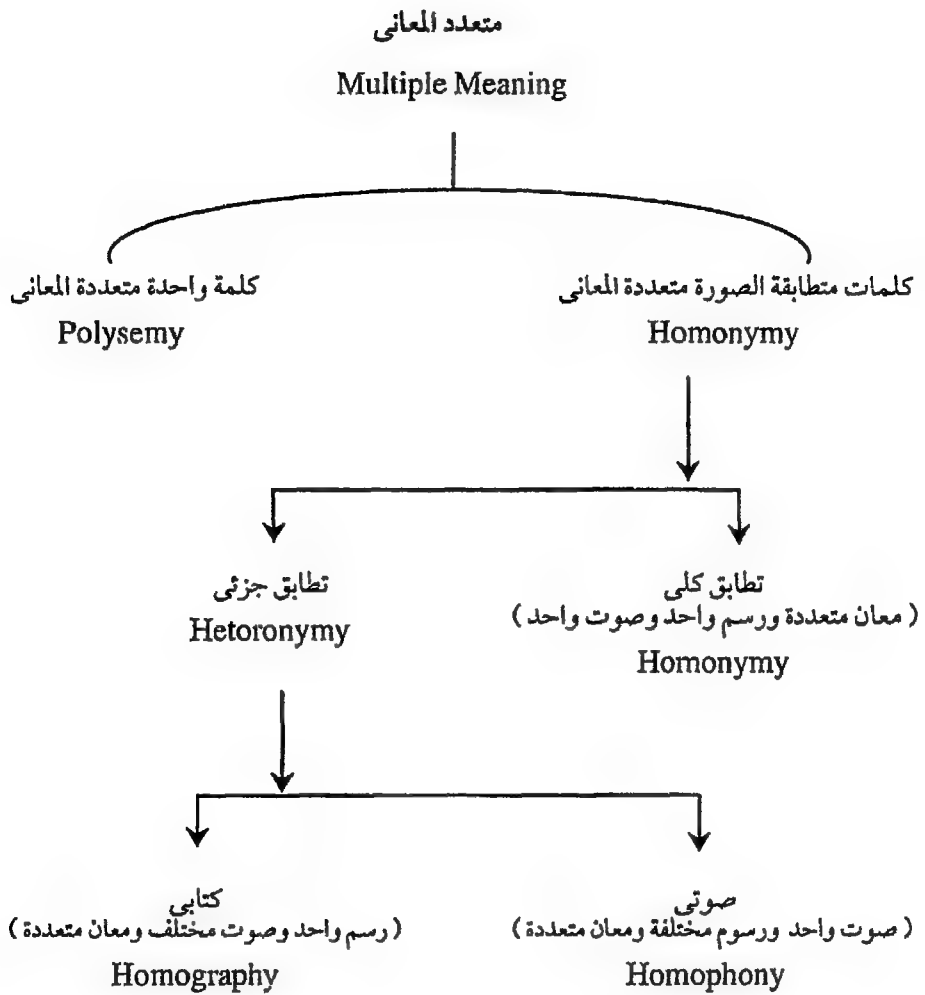 متعدد المعانى
Multiple Meaning
كلمات متطابقة الصورة متعددة المعانى
Homonymy
كلمة واحدة متعددة المعانى
Polysemy
تطابق كلى
( معان متعددة ورسم واحد وصوت واحد )
Homonymy
تطابق جزئى
Hetoronymy
صوتى
( صوت واحد ورسوم مختلفة ومعان متعددة )
Homophony
كتابى
( رسم واحد وصوت مختلف ومعان متعددة )
Homography